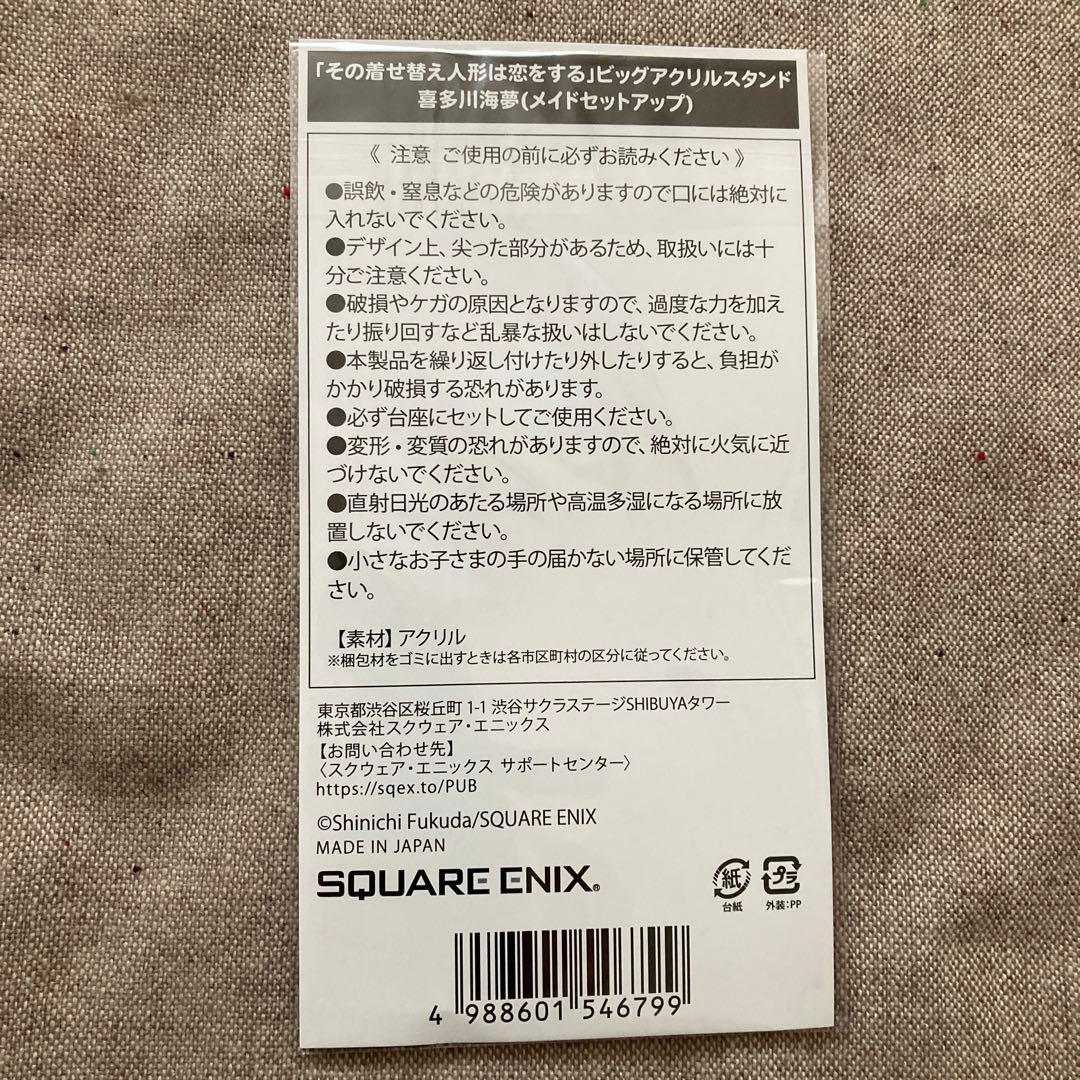 「その着せ替え人形は恋をする」ビッグアクリルスタンド
喜多川海夢(メイドセットアップ)
《 注意 ご使用の前に必ずお読みください 》
●誤飲・窒息などの危険がありますので口には絶対に
入れないでください。
●デザイン上、尖った部分があるため、取扱いには十
分ご注意ください。
●破損やケガの原因となりますので、過度な力を加え
たり振り回すなど乱暴な扱いはしないでください。
●本製品を繰り返し付けたり外したりすると、負担が
かかり破損する恐れがあります。
●必ず台座にセットしてご使用ください。
●変形・変質の恐れがありますので、絶対に火気に近
づけないでください。
●直射日光のあたる場所や高温多湿になる場所に放
置しないでください。
●小さなお子さまの手の届かない場所に保管してくだ
さい。
【素材】アクリル
※梱包材をゴミに出すときは各市区町村の区分に従ってください。
東京都渋谷区桜丘町 1-1 渋谷サクラステージSHIBUYAタワー
株式会社スクウェア・エニックス
【お問い合わせ先】
〈スクウェア・エニックス サポートセンター〉
https://sqex.to/PUB
©Shinichi Fukuda/SQUARE ENIX
MADE IN JAPAN
SQUARE ENIX®
紙 プラ
台紙 外装:PP
4 988601 546799